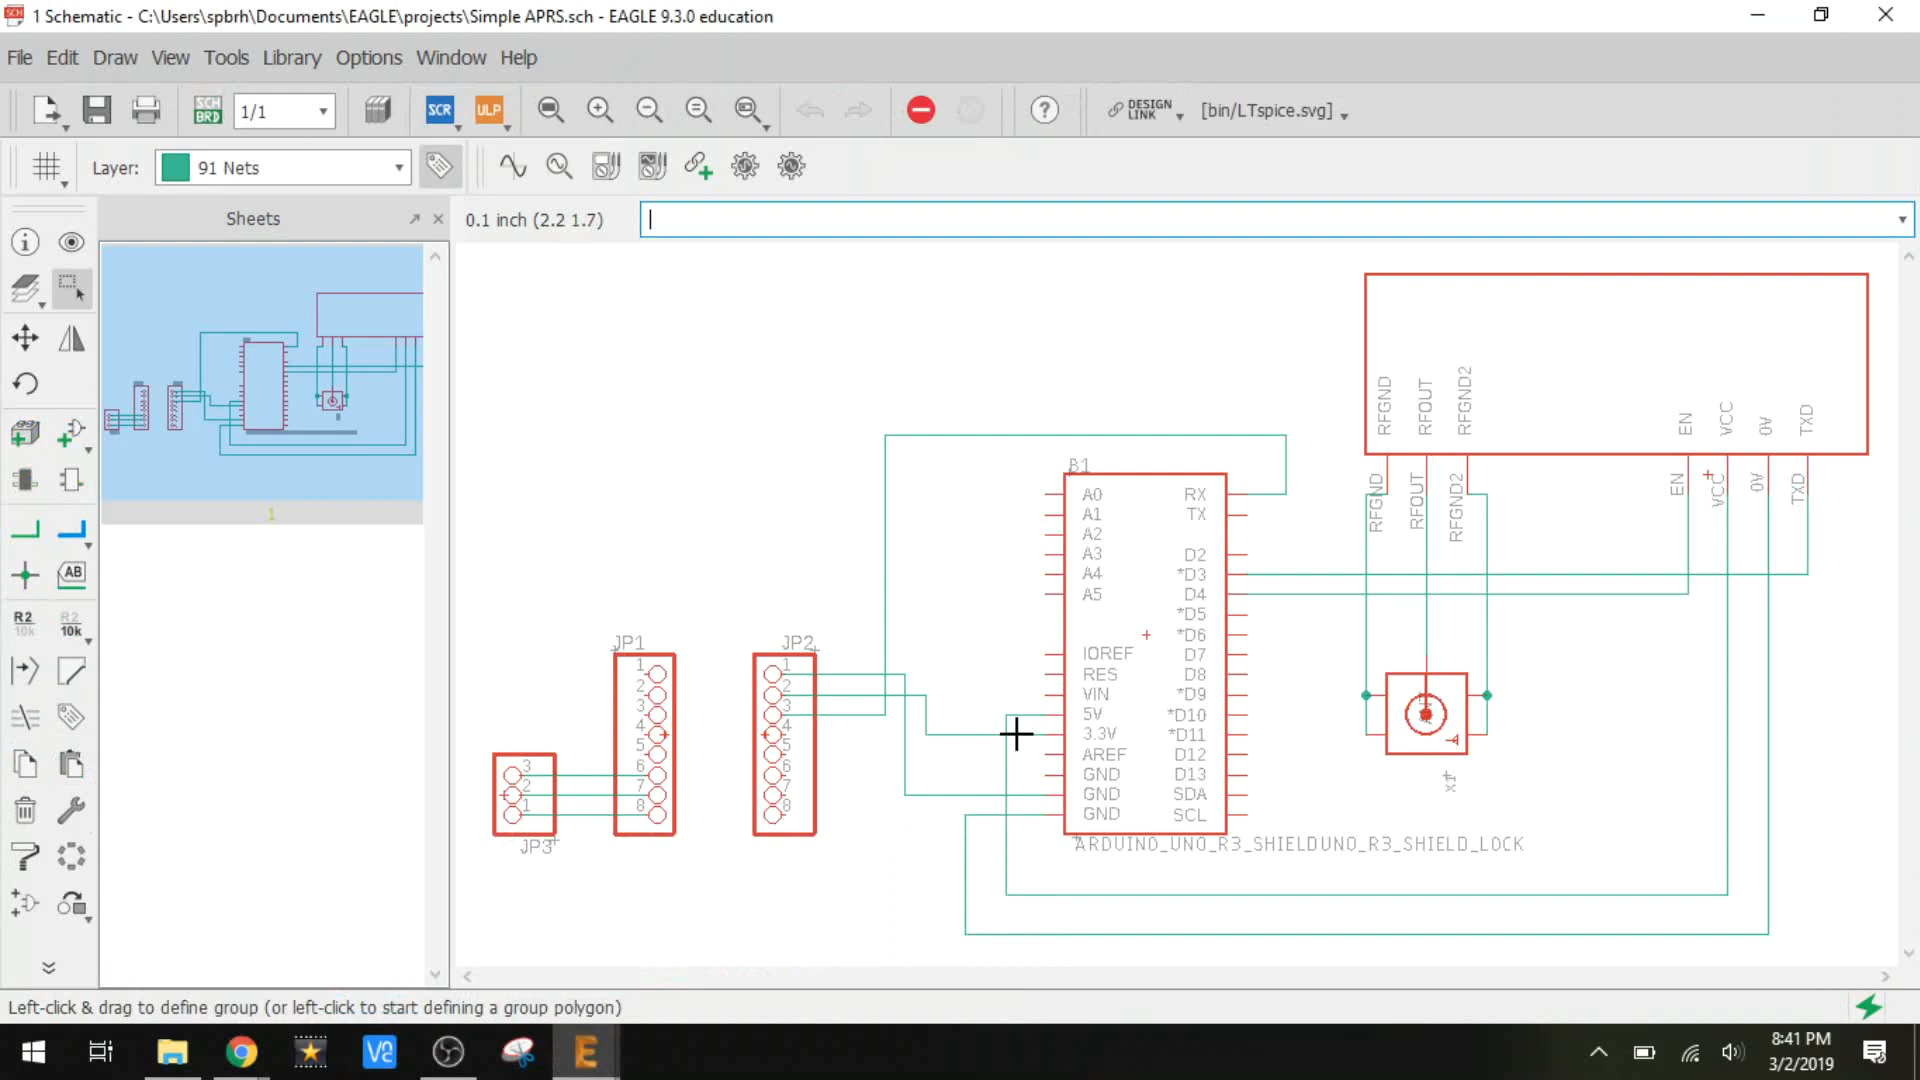 1 Schematic - C:\Users\spbrh\Documents\EAGLE\projects\Simple APRS.sch - EAGLE 9.3.0 education
File Edit Draw View Tools Library Options Window Help
SCH BRD 1/1 SCR ULP DESIGN LINK [bin/LTspice.svg]
Layer: 91 Nets
Sheets
0.1 inch (2.2 1.7)
1
AB
R2 10k R2 10k
RFGND RFOUT RFGND2 EN VCC 0V TXD
RFGND RFOUT RFGND2 EN VCC 0V TXD
B1
A0 RX
A1 TX
A2
A3 D2
A4 *D3
A5 D4
*D5
*D6
IOREF D7
RES D8
VIN *D9
5V *D10
3.3V *D11
AREF D12
GND D13
GND SDA
GND SCL
ARDUINO_UNO_R3_SHIELDUNO_R3_SHIELD_LOCK
JP1
1
2
3
4
5
6
7
8
JP2
1
2
3
4
5
6
7
8
3
2
1
JP3
X1
Left-click & drag to define group (or left-click to start defining a group polygon)
8:41 PM
3/2/2019